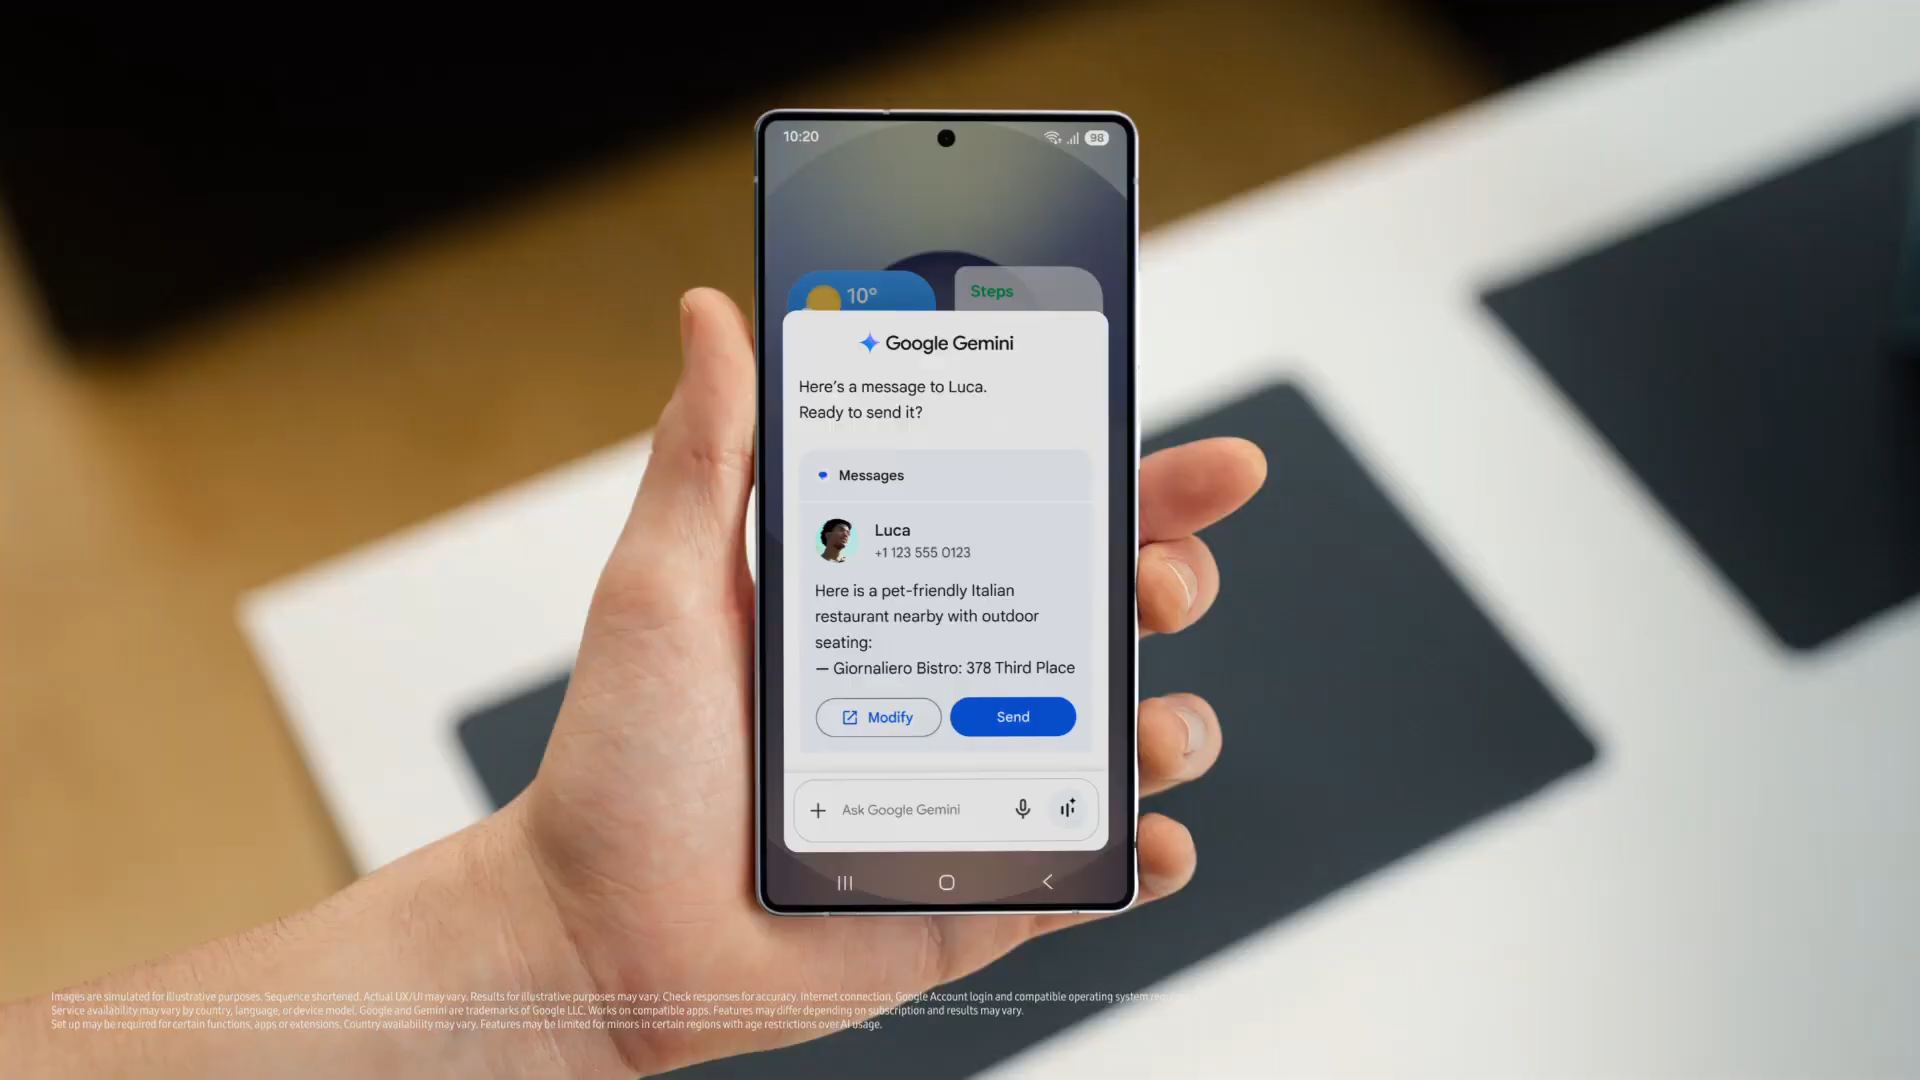 10:20
98
10°
Steps
Google Gemini
Here's a message to Luca.
Ready to send it?
Messages
Luca
+1 123 555 0123
Here is a pet-friendly Italian
restaurant nearby with outdoor
seating:
— Giornaliero Bistro: 378 Third Place
Modify
Send
Ask Google Gemini
Images are simulated for illustrative purposes. Sequence shortened. Actual UX/UI may vary. Results for illustrative purposes may vary. Check responses for accuracy. Internet connection, Google Account login and compatible operating system
Service availability may vary by country, language, or device model. Google and Gemini are trademarks of Google LLC. Works on compatible apps. Features may differ depending on subscription and results may vary.
Set up may be required for certain functions, apps or extensions. Country availability may vary. Features may be limited for minors in certain regions with age restrictions over AI usage.